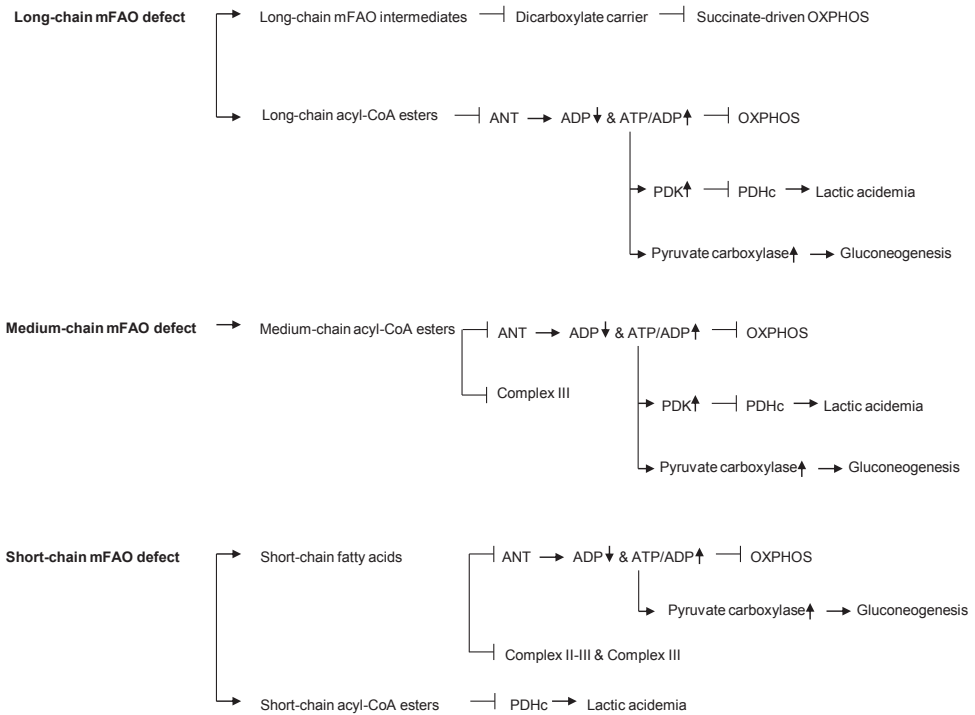 Long-chain mFAO defect Long-chain mFAO intermediates Dicarboxylate carrier Succinate-driven OXPHOS
Long-chain acyl-CoA esters ANT ADP & ATP/ADP OXPHOS
PDK PDHc Lactic acidemia
Pyruvate carboxylase Gluconeogenesis
Medium-chain mFAO defect Medium-chain acyl-CoA esters ANT ADP & ATP/ADP OXPHOS
Complex III
PDK PDHc Lactic acidemia
Pyruvate carboxylase Gluconeogenesis
Short-chain mFAO defect Short-chain fatty acids ANT ADP & ATP/ADP OXPHOS
Pyruvate carboxylase Gluconeogenesis
Complex II-III & Complex III
Short-chain acyl-CoA esters PDHc Lactic acidemia